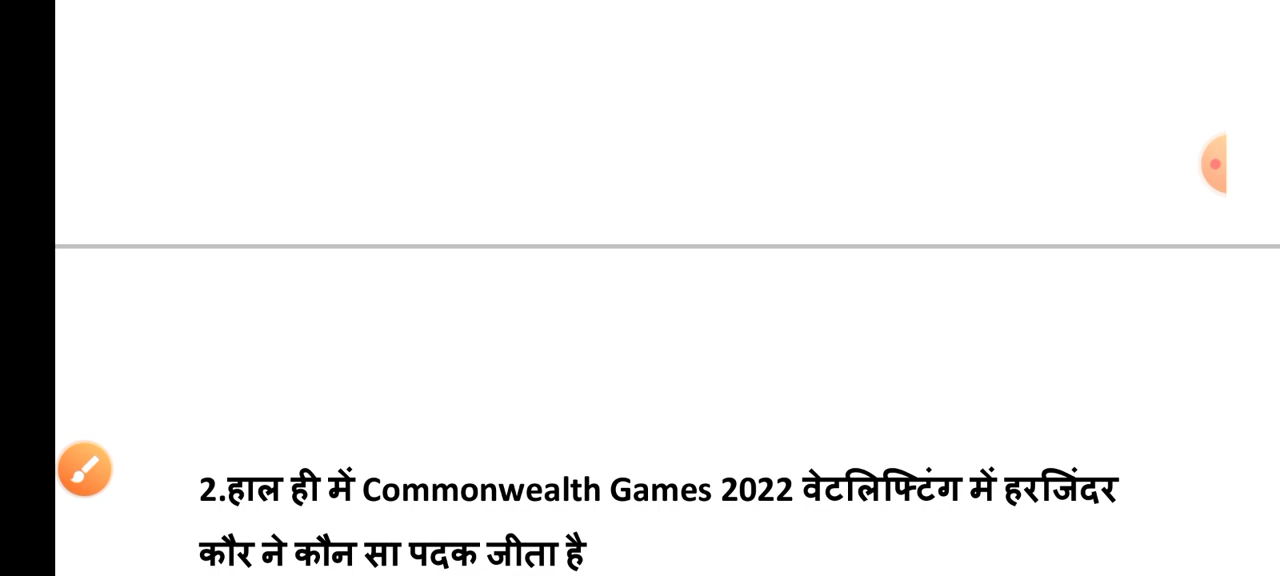 2.हाल ही में Commonwealth Games 2022 वेटलिफ्टिंग में हरजिंदर
कौर ने कौन सा पदक जीता है